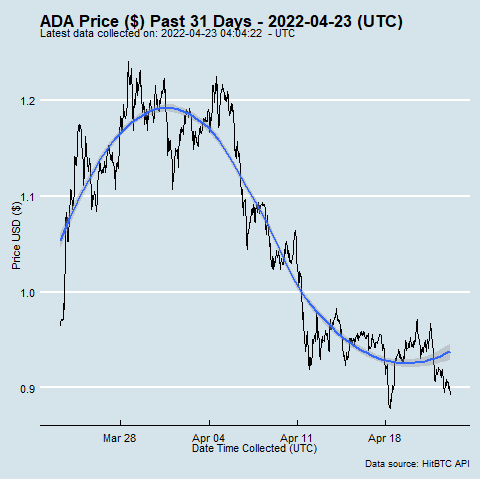 ADA Price ($) Past 31 Days - 2022-04-23 (UTC)
Latest data collected on: 2022-04-23 04:04:22  - UTC
Price USD ($)
1.2
1.1
1.0
0.9
Mar 28
Apr 04
Apr 11
Apr 18
Date Time Collected (UTC)
Data source: HitBTC API